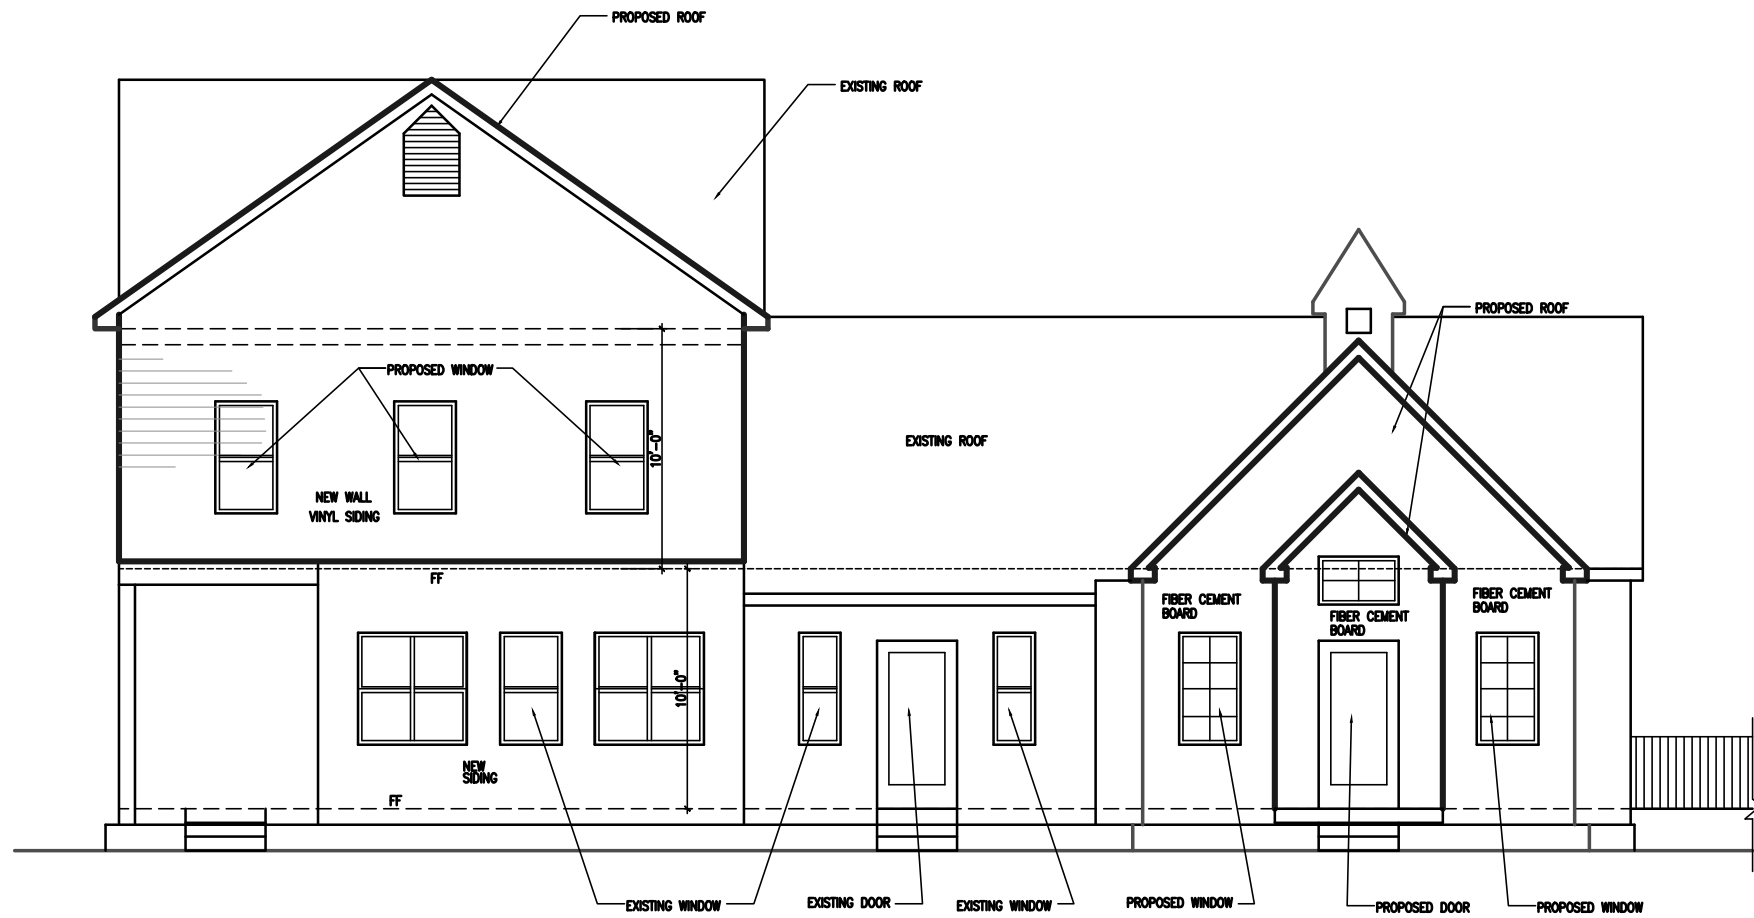 PROPOSED ROOF
EXISTING ROOF
PROPOSED ROOF
PROPOSED WINDOW
10'-0"
EXISTING ROOF
NEW WALL
VINYL SIDING
FF
FIBER CEMENT
BOARD
FIBER CEMENT
BOARD
FIBER CEMENT
BOARD
10'-0"
NEW
SIDING
FF
EXISTING WINDOW
EXISTING DOOR
EXISTING WINDOW
PROPOSED WINDOW
PROPOSED DOOR
PROPOSED WINDOW